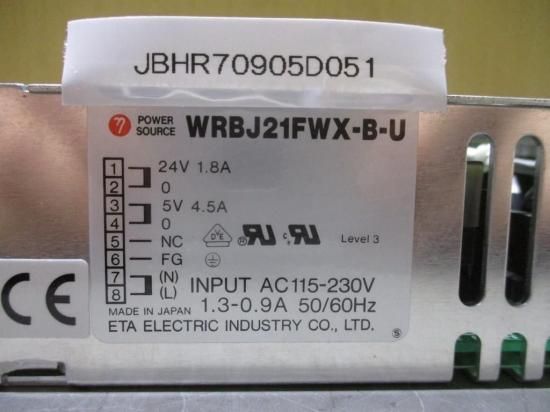 JBHR70905D051
η POWER SOURCE WRBJ21FWX-B-U
1 24V 1.8A
2 0
3 5V 4.5A
4 0
5 NC
6 FG
7 (N)
8 (L)
Level 3
INPUT AC115-230V
1.3-0.9A 50/60Hz
MADE IN JAPAN
ETA ELECTRIC INDUSTRY CO., LTD.
CE